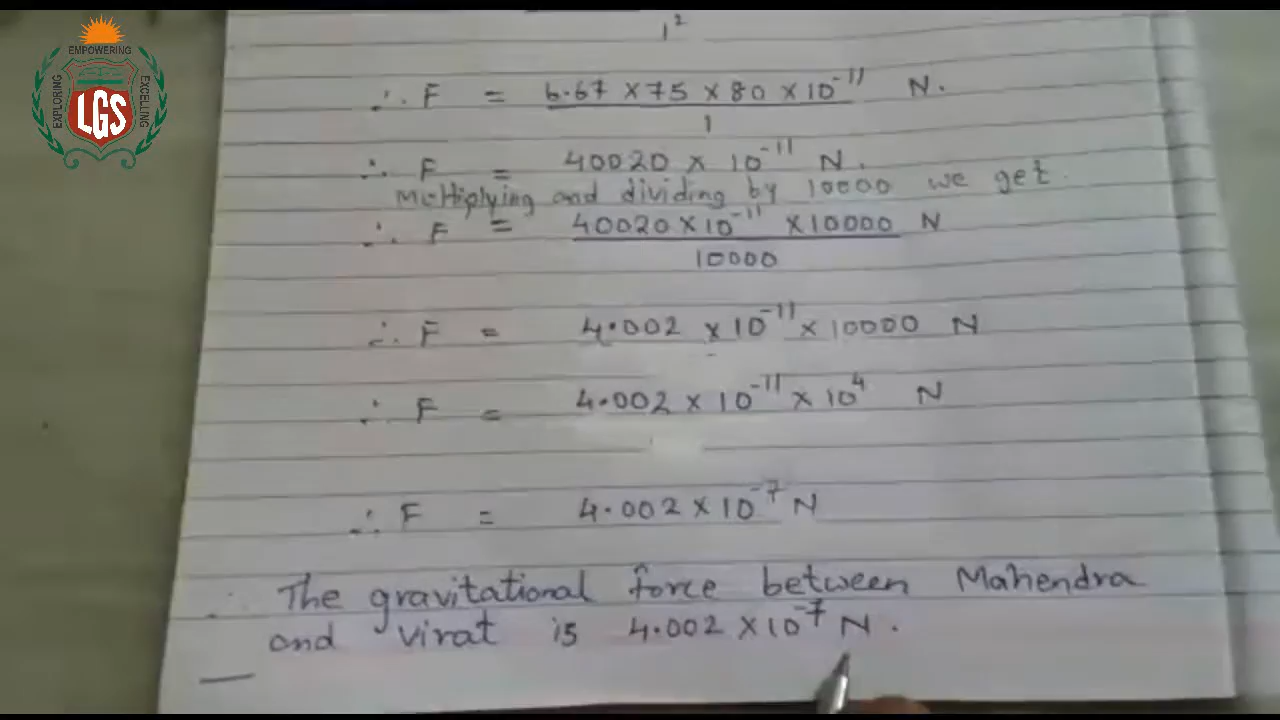 EMPOWERING
EXPLORING
EXCELLING
LGS
1²
∴ F = 6.67 × 75 × 80 × 10⁻¹¹ N.
1
∴ F = 40020 × 10⁻¹¹ N.
Multiplying and dividing by 10000 we get.
∴ F = 40020 × 10⁻¹¹ × 10000 N
10000
∴ F = 4.002 × 10⁻¹¹ × 10000 N
∴ F = 4.002 × 10⁻¹¹ × 10⁴ N
∴ F = 4.002 × 10⁻⁷ N
∴ The gravitational force between Mahendra
and virat is 4.002 × 10⁻⁷ N.